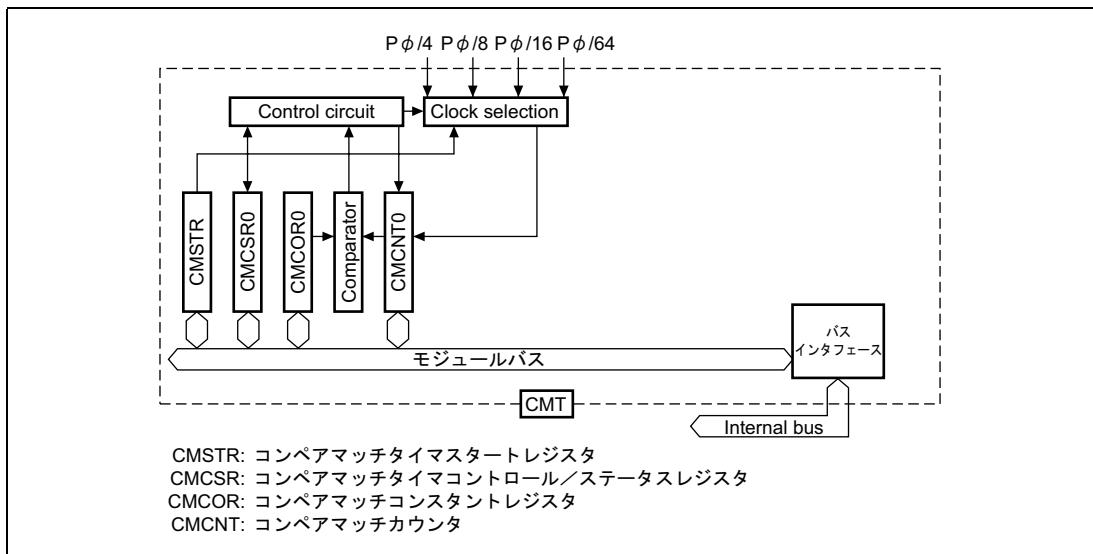 Pφ/4 Pφ/8 Pφ/16 Pφ/64
Control circuit
Clock selection
CMSTR
CMCSR0
CMCOR0
Comparator
CMCNT0
モジュールバス
バス
インタフェース
CMT
Internal bus
CMSTR: コンペアマッチタイマスタートレジスタ
CMCSR: コンペアマッチタイマコントロール／ステータスレジスタ
CMCOR: コンペアマッチコンスタントレジスタ
CMCNT: コンペアマッチカウンタ